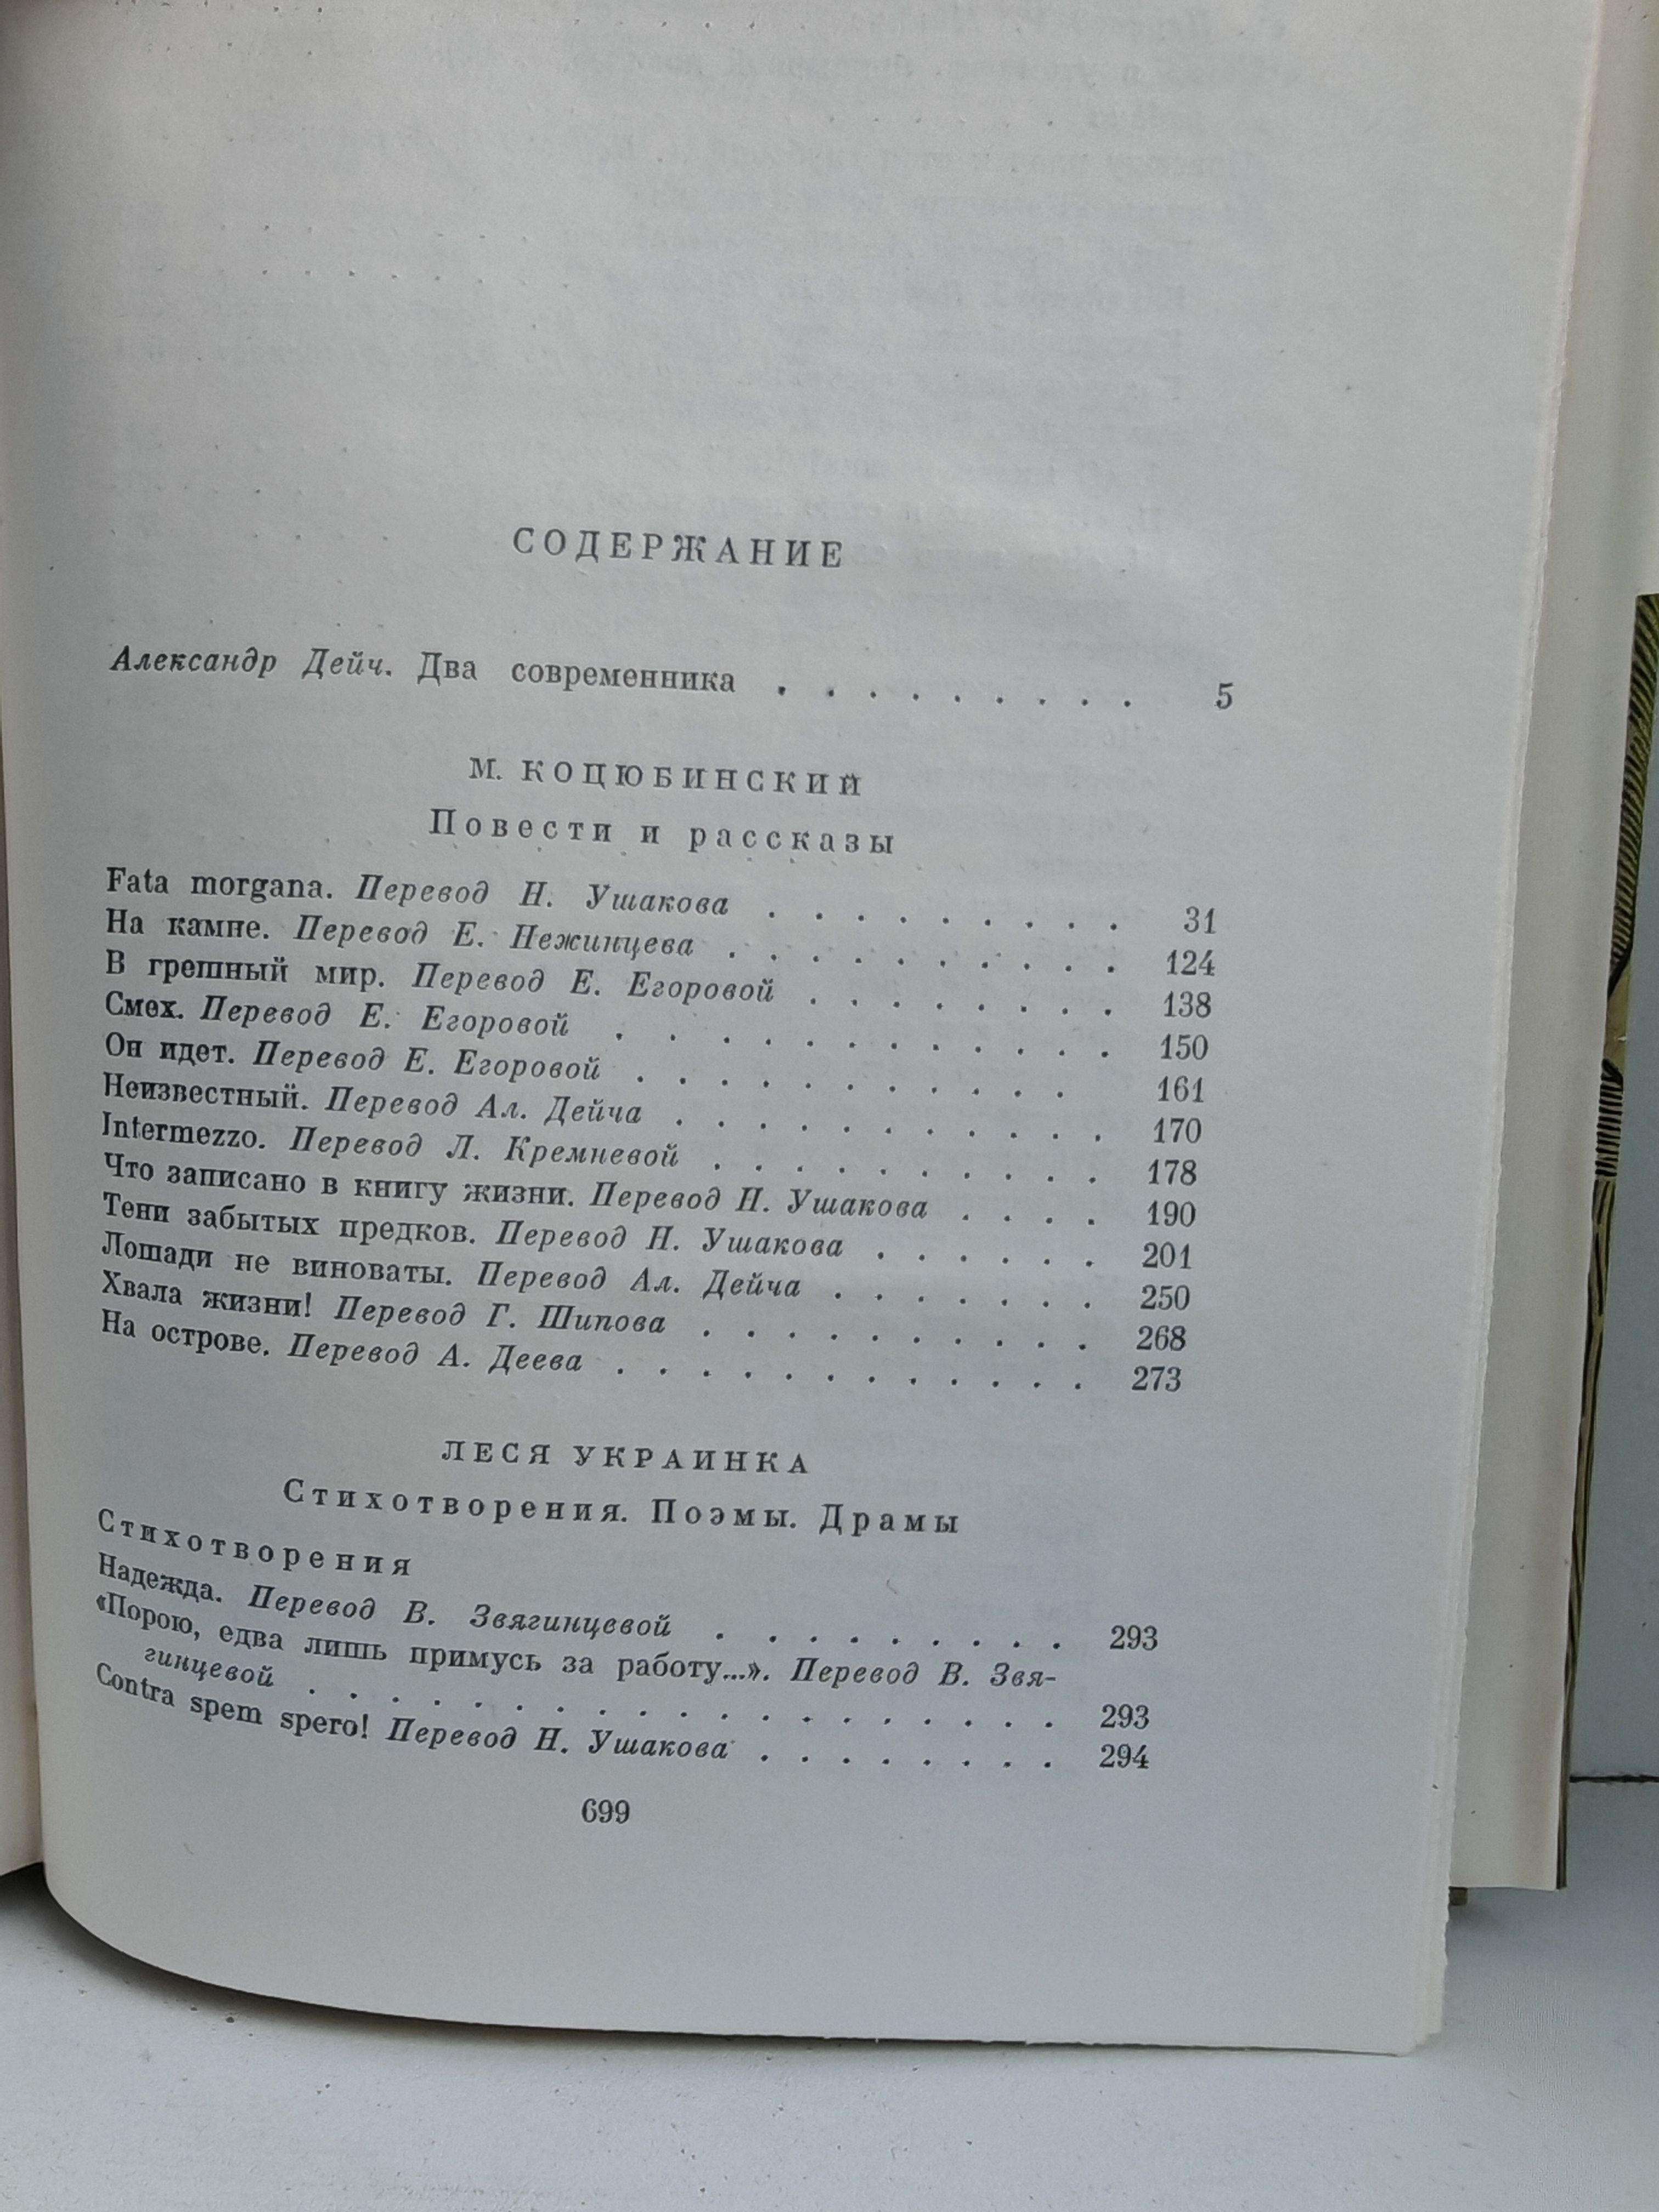 СОДЕРЖАНИЕ
Александр Дейч. Два современника . . . . . . . . . 5
М. КОЦЮБИНСКИЙ
Повести и рассказы
Fata morgana. Перевод Н. Ушакова . . . . . . . . . 31
На камне. Перевод Е. Нежинцева . . . . . . . . . . 124
В грешный мир. Перевод Е. Егоровой . . . . . . . . 138
Смех. Перевод Е. Егоровой . . . . . . . . . . . . 150
Он идет. Перевод Е. Егоровой . . . . . . . . . . . 161
Неизвестный. Перевод Ал. Дейча . . . . . . . . . . . 170
Intermezzo. Перевод Л. Кремневой . . . . . . . . . . 178
Что записано в книгу жизни. Перевод Н. Ушакова . . . . 190
Тени забытых предков. Перевод Н. Ушакова . . . . . . 201
Лошади не виноваты. Перевод Ал. Дейча . . . . . . . 250
Хвала жизни! Перевод Г. Шипова . . . . . . . . . . 268
На острове. Перевод А. Деева . . . . . . . . . . . . 273
ЛЕСЯ УКРАИНКА
Стихотворения. Поэмы. Драмы
Стихотворения
Надежда. Перевод В. Звягинцевой . . . . . . . . . 293
«Порою, едва лишь примусь за работу...». Перевод В. Звя-
гинцевой . . . . . . . . . . . . . . . . . . . 293
Contra spem spero! Перевод Н. Ушакова . . . . . . . . 294
699